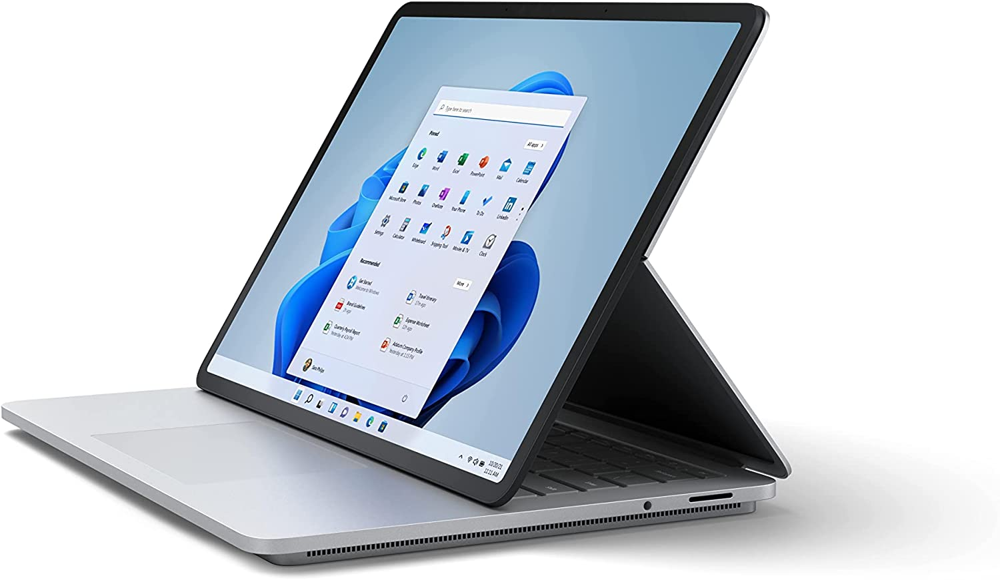 Type here to search
Pinned
All apps >
Edge
Word
Excel
PowerPoint
Mail
Calendar
Microsoft Store
Photos
OneNote
Your Phone
To Do
LinkedIn
Settings
Calculator
Whiteboard
Snipping Tool
Movies & TV
Clock
Recommended
More >
Get Started
Welcome to Windows
Travel Itinerary
17m ago
Brand Guidelines
2h ago
Expense Worksheet
12h ago
Quarterly Payroll Report
Yesterday at 4:24 PM
Adatum Company Profile
Yesterday at 1:15 PM
Sara Philips
10/20/21
11:11 AM